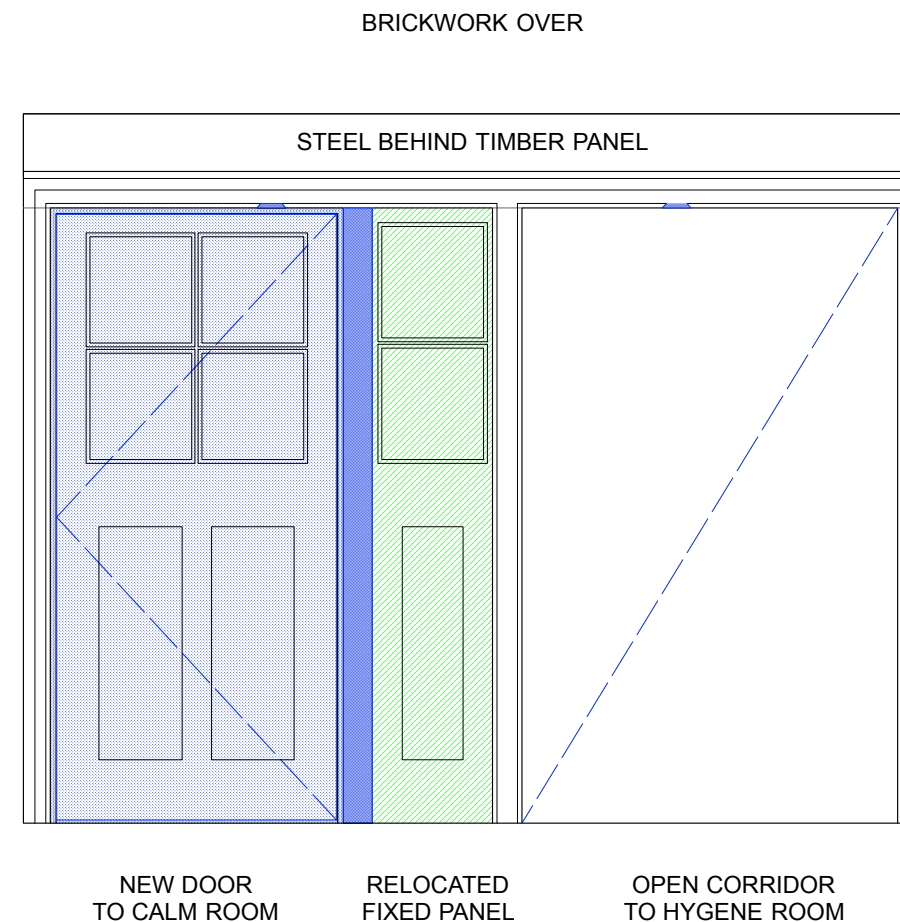 BRICKWORK OVER
STEEL BEHIND TIMBER PANEL
NEW DOOR
TO CALM ROOM
RELOCATED
FIXED PANEL
OPEN CORRIDOR
TO HYGENE ROOM